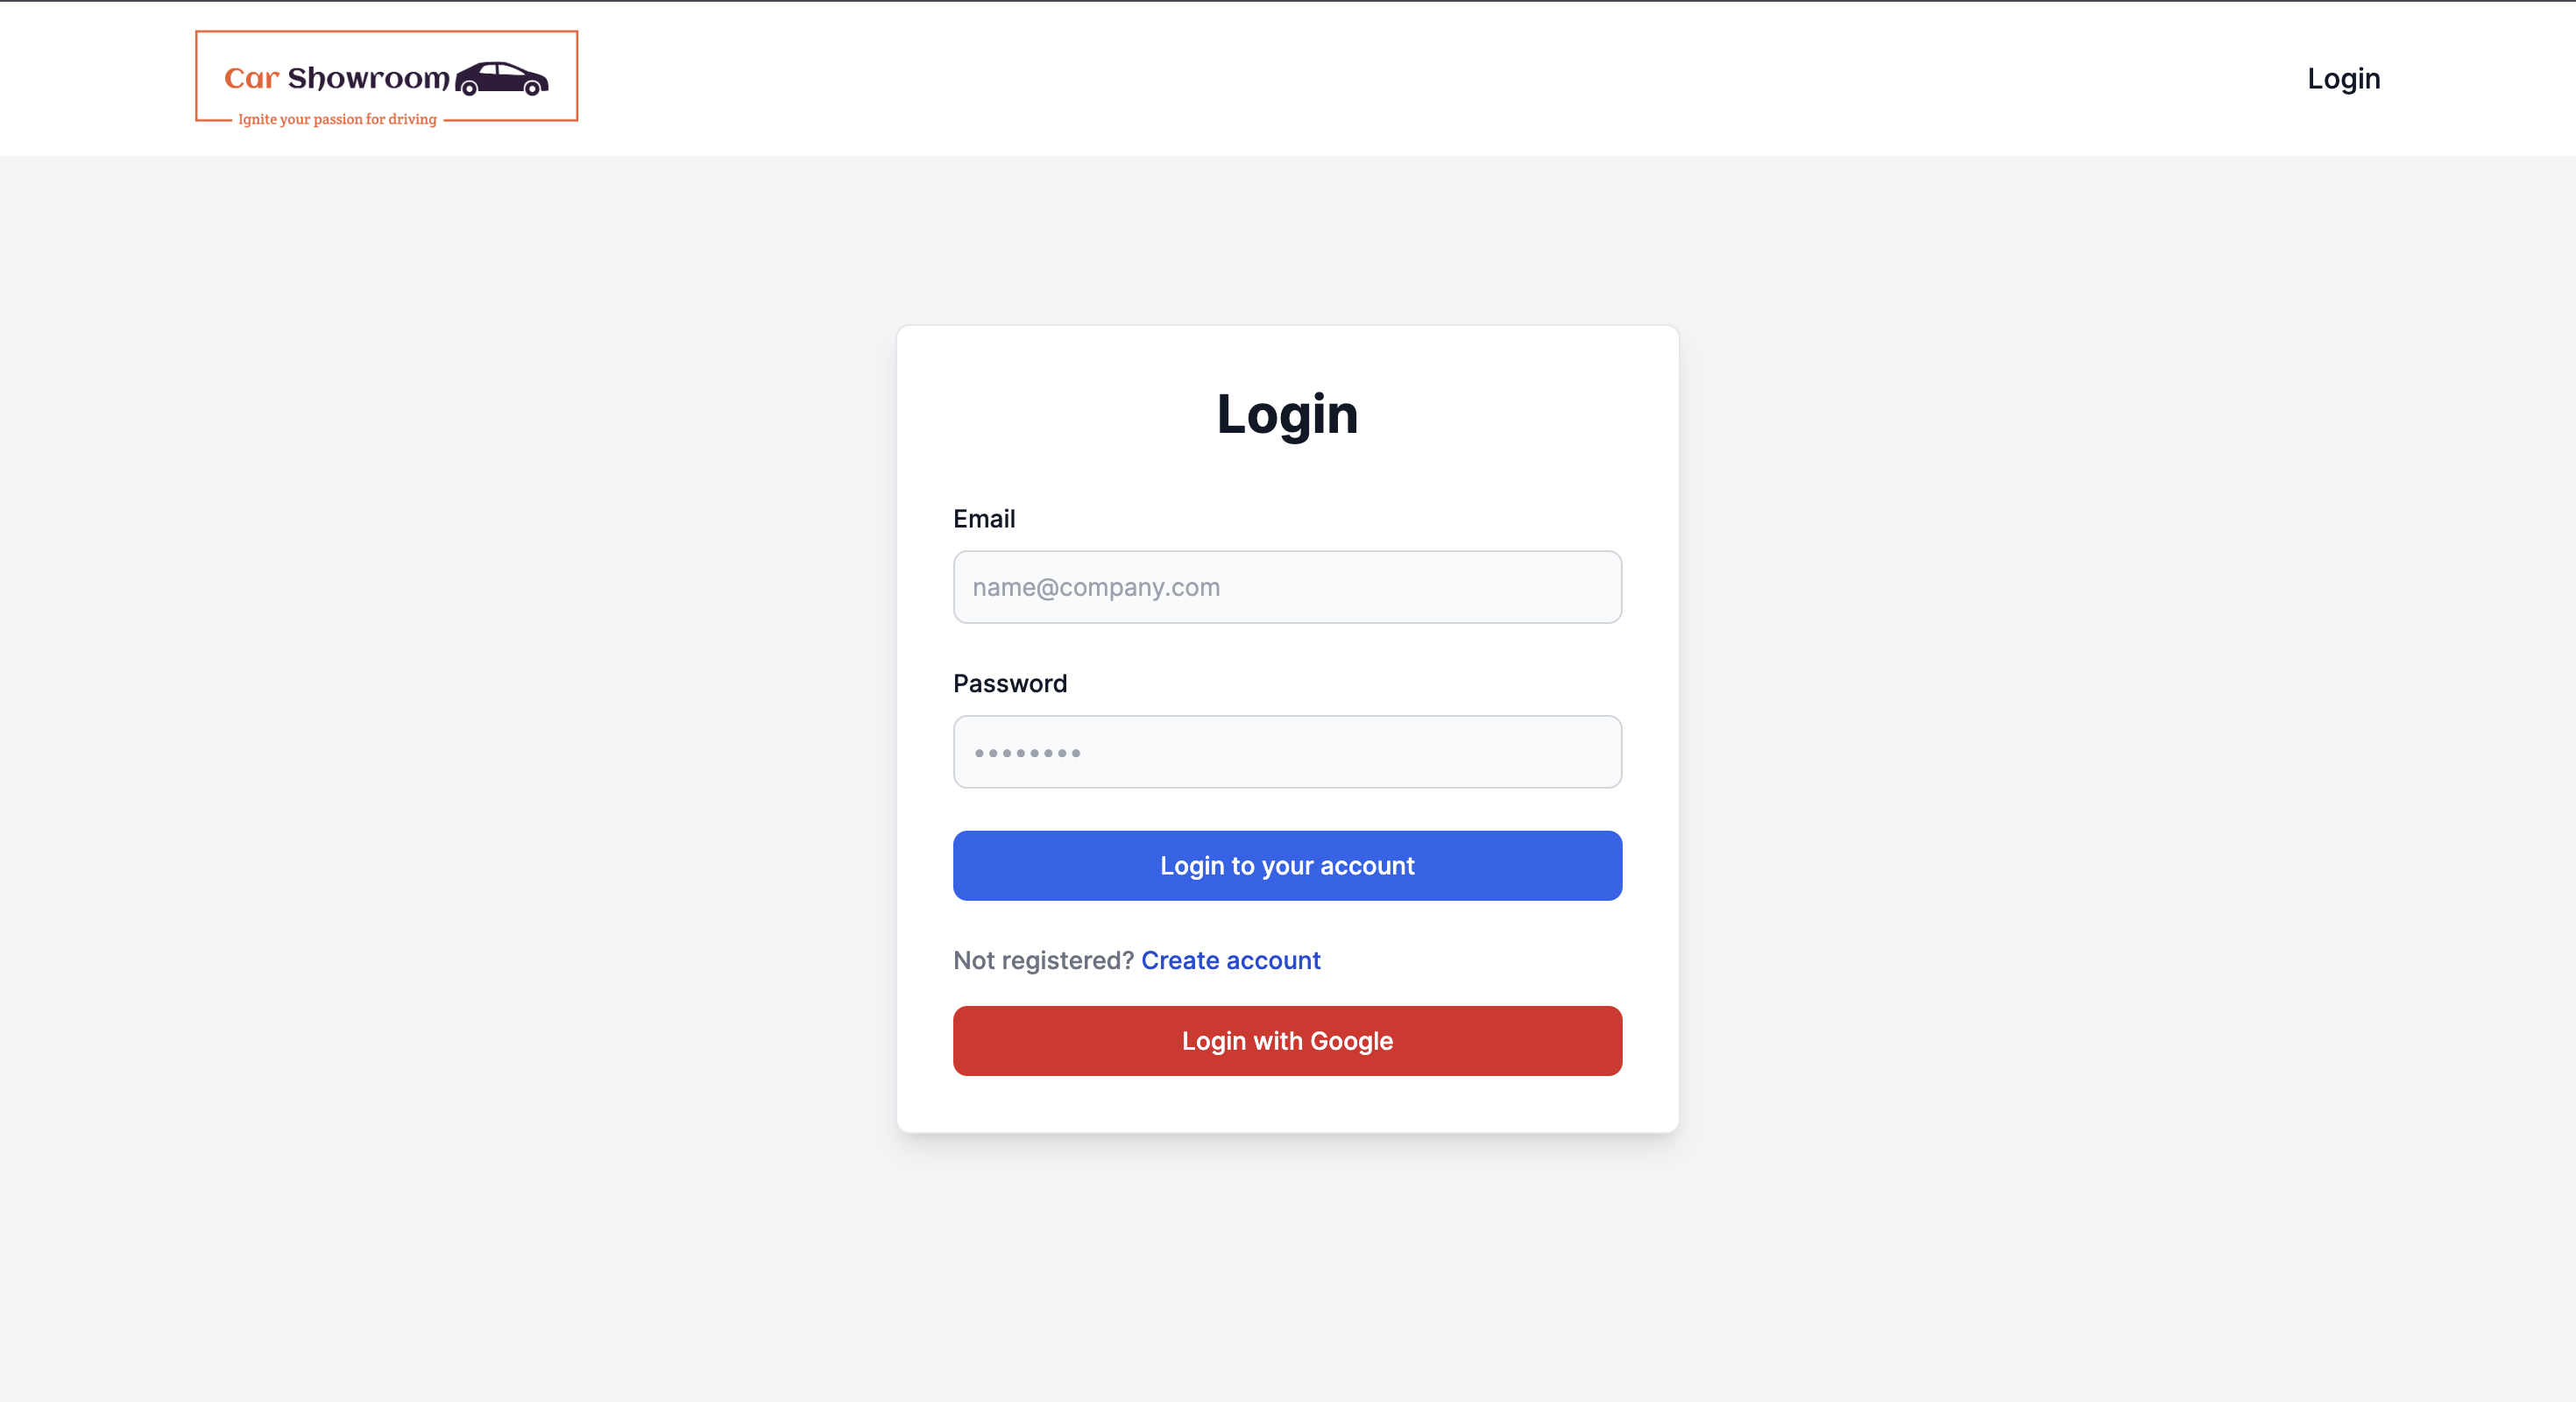 Car Showroom
Ignite your passion for driving
Login
Login
Email
name@company.com
Password
••••••••
Login to your account
Not registered? Create account
Login with Google